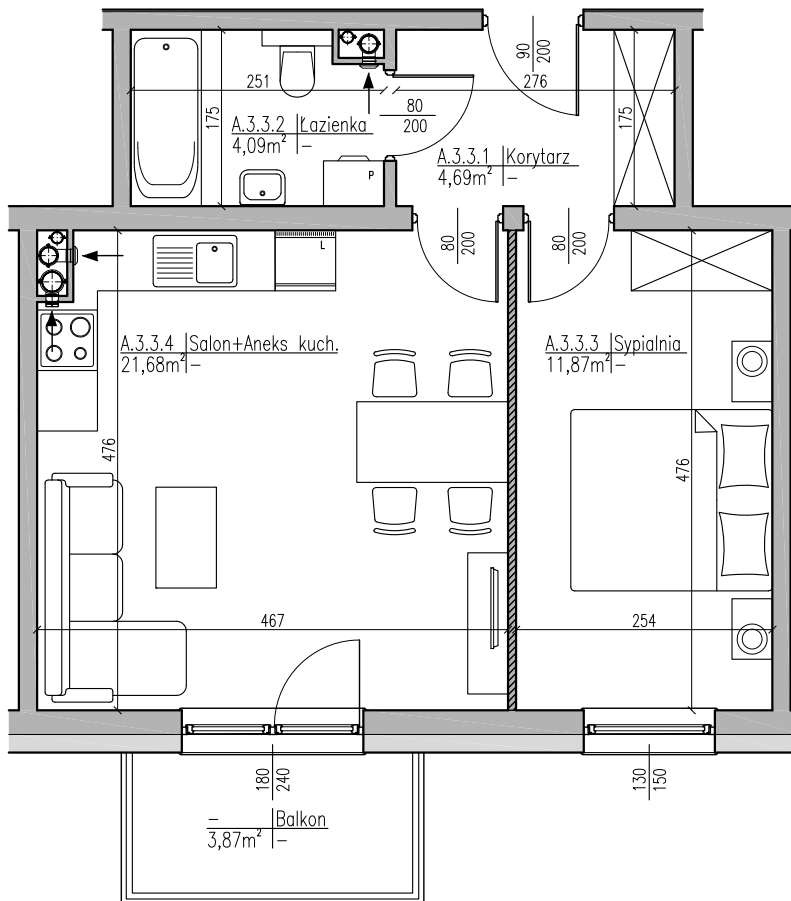 90
200
251
276
175
80
200
175
A.3.3.2 Łazienka
4,09m² –
A.3.3.1 Korytarz
4,69m² –
P
80
200
80
200
L
A.3.3.4 Salon+Aneks kuch.
21,68m² –
A.3.3.3 Sypialnia
11,87m² –
476
476
467
254
180
240
130
150
– Balkon
3,87m² –